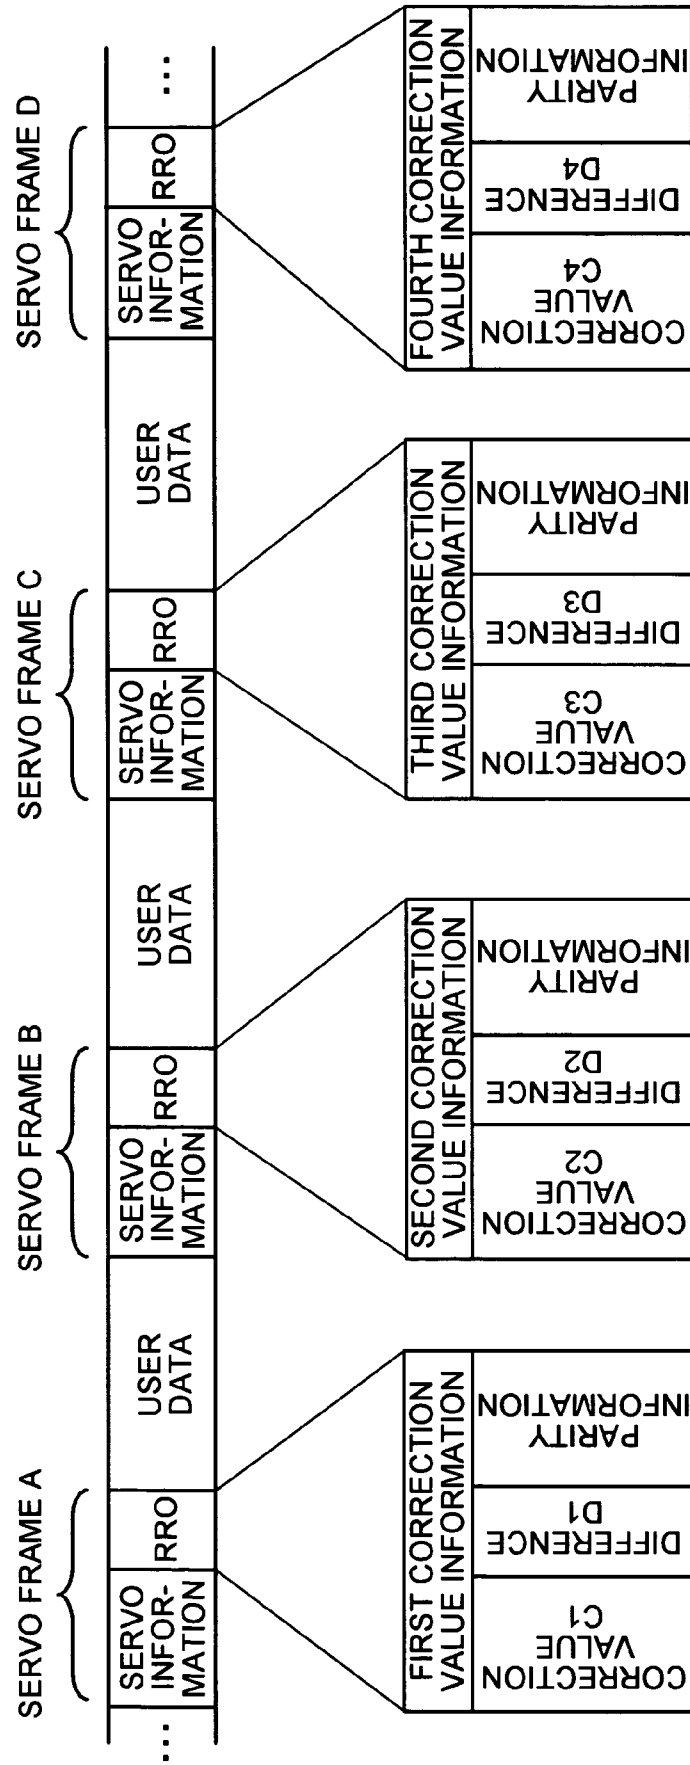 SERVO FRAME A
SERVO FRAME B
SERVO FRAME C
SERVO FRAME D
...
SERVO
INFOR-
MATION
RRO
USER
DATA
SERVO
INFOR-
MATION
RRO
USER
DATA
SERVO
INFOR-
MATION
RRO
USER
DATA
SERVO
INFOR-
MATION
RRO
...
FIRST CORRECTION
VALUE INFORMATION
CORRECTION
VALUE
C1
DIFFERENCE
D1
PARITY
INFORMATION
SECOND CORRECTION
VALUE INFORMATION
CORRECTION
VALUE
C2
DIFFERENCE
D2
PARITY
INFORMATION
THIRD CORRECTION
VALUE INFORMATION
CORRECTION
VALUE
C3
DIFFERENCE
D3
PARITY
INFORMATION
FOURTH CORRECTION
VALUE INFORMATION
CORRECTION
VALUE
C4
DIFFERENCE
D4
PARITY
INFORMATION